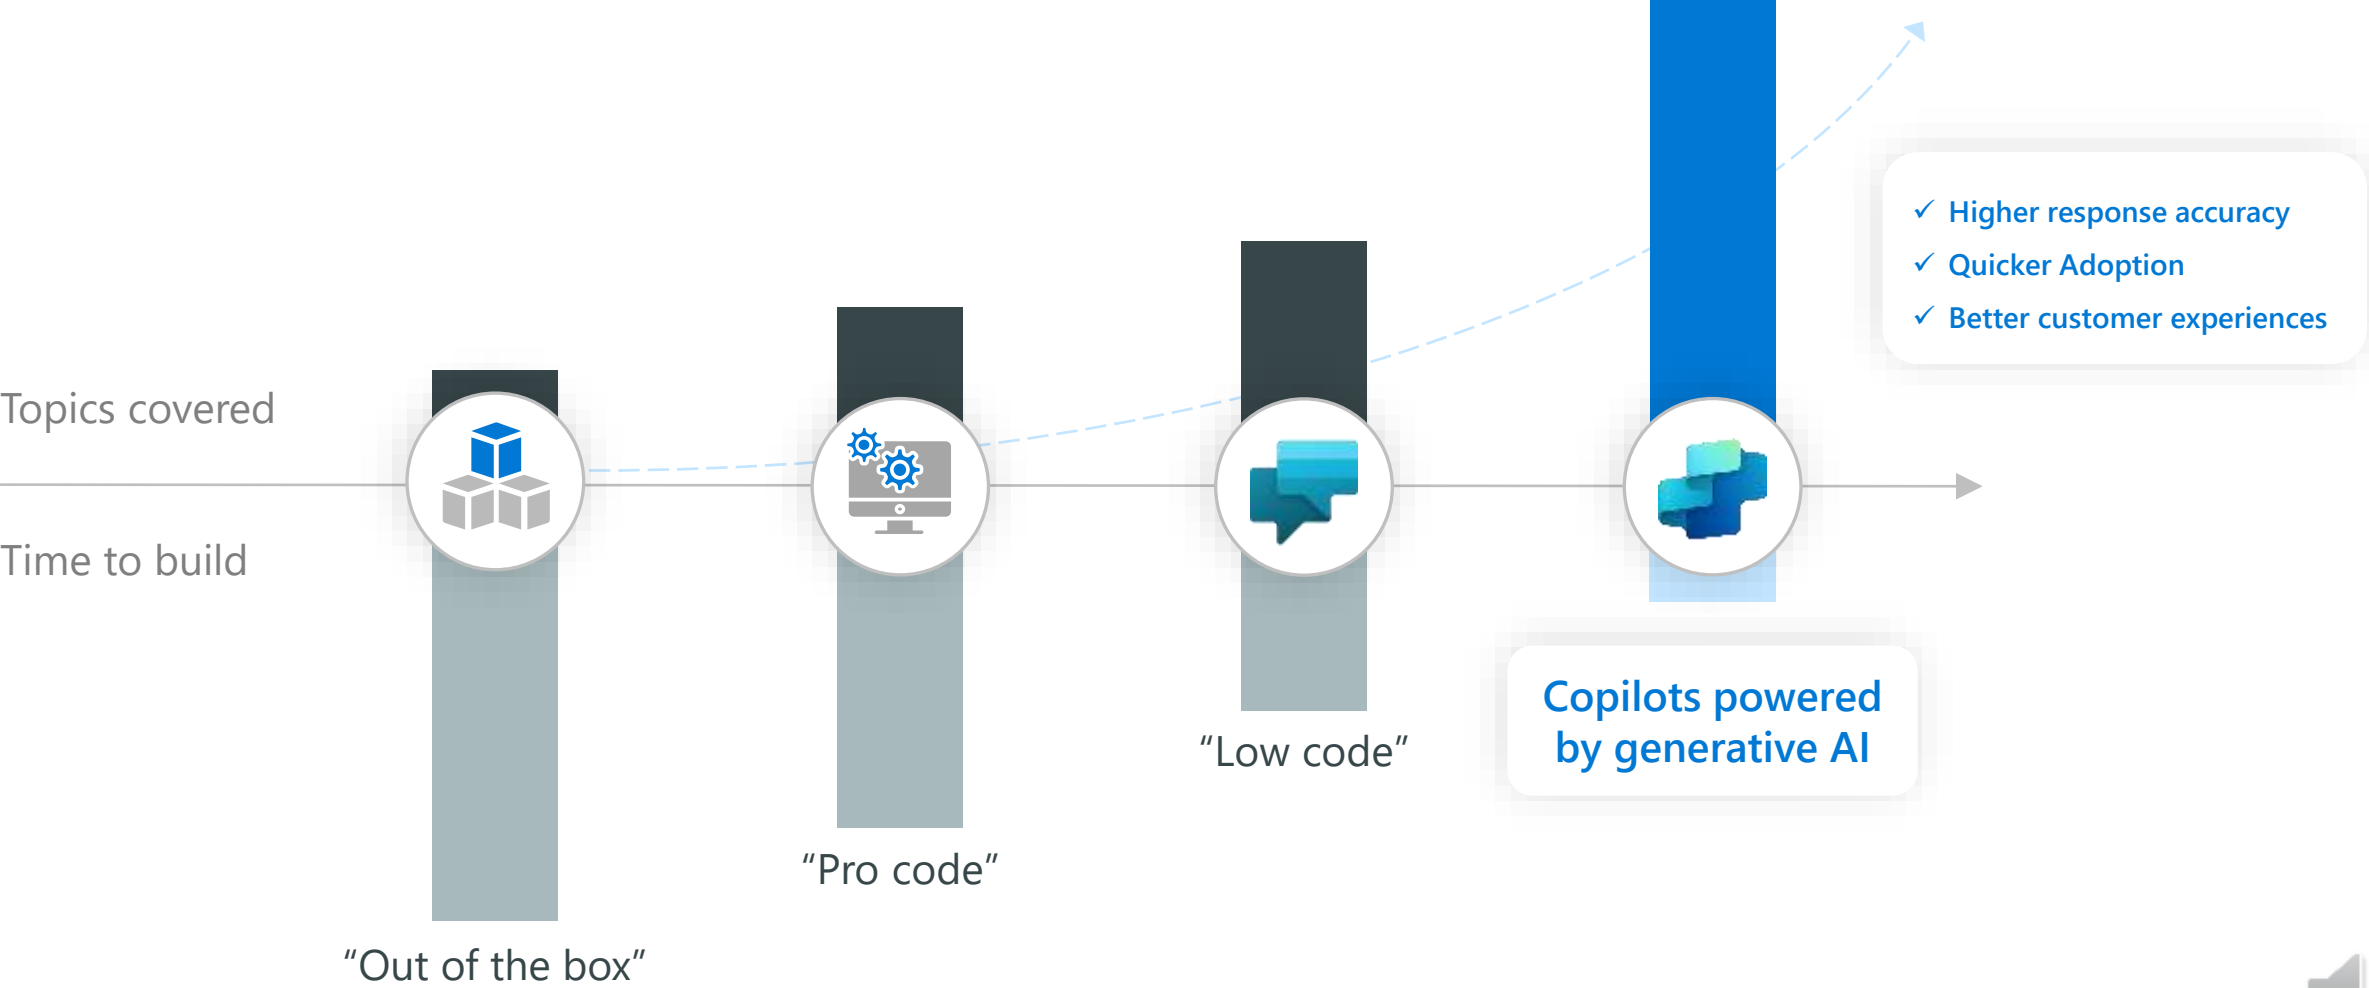 ✓ Higher response accuracy
✓ Quicker Adoption
✓ Better customer experiences
Topics covered
Time to build
“Low code”
Copilots powered
by generative AI
“Pro code”
“Out of the box”